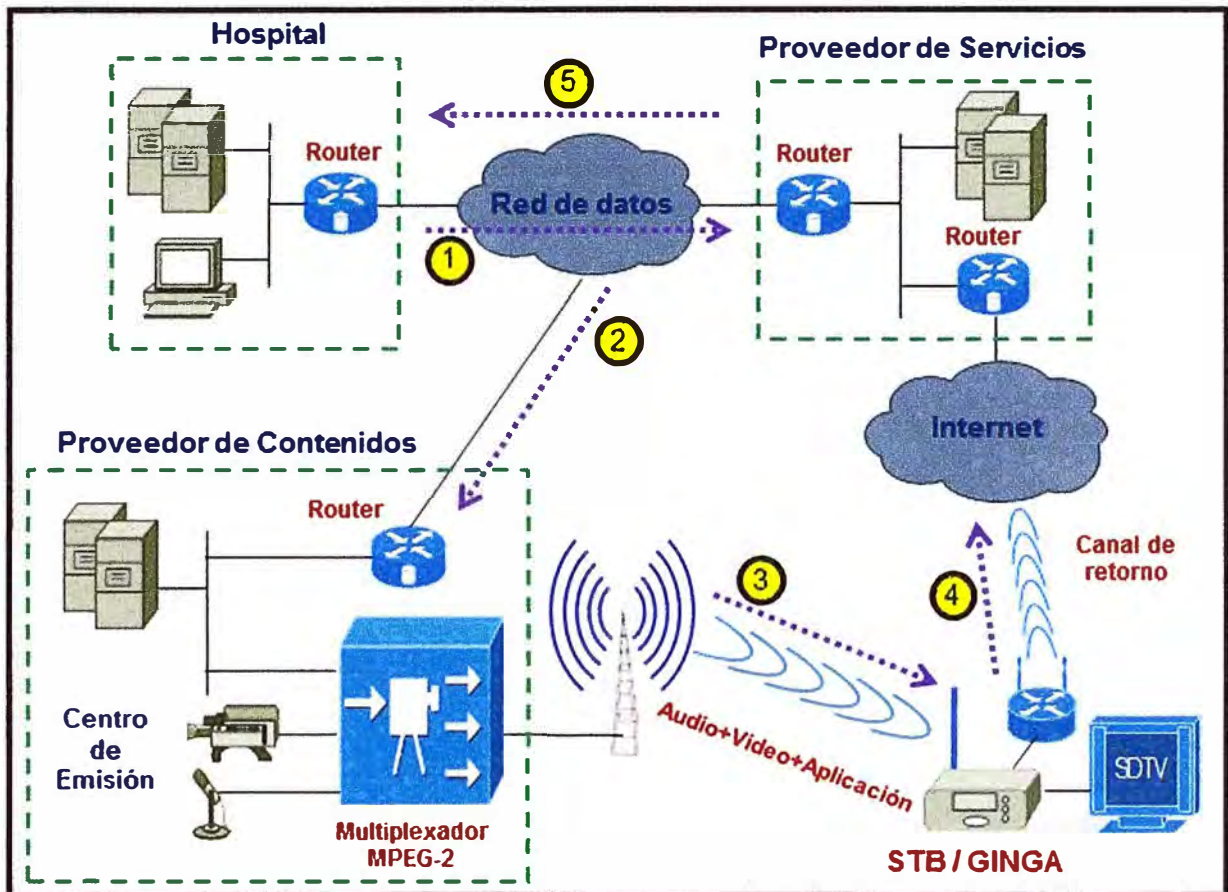 Hospital
Proveedor de Servicios
5
Router
Router
Red de datos
Router
1
2
Internet
Proveedor de Contenidos
Router
Canal de
retorno
3
4
Centro
de
Emisión
Audio+Video+Aplicación
SDTV
Multiplexador
MPEG-2
STB / GINGA